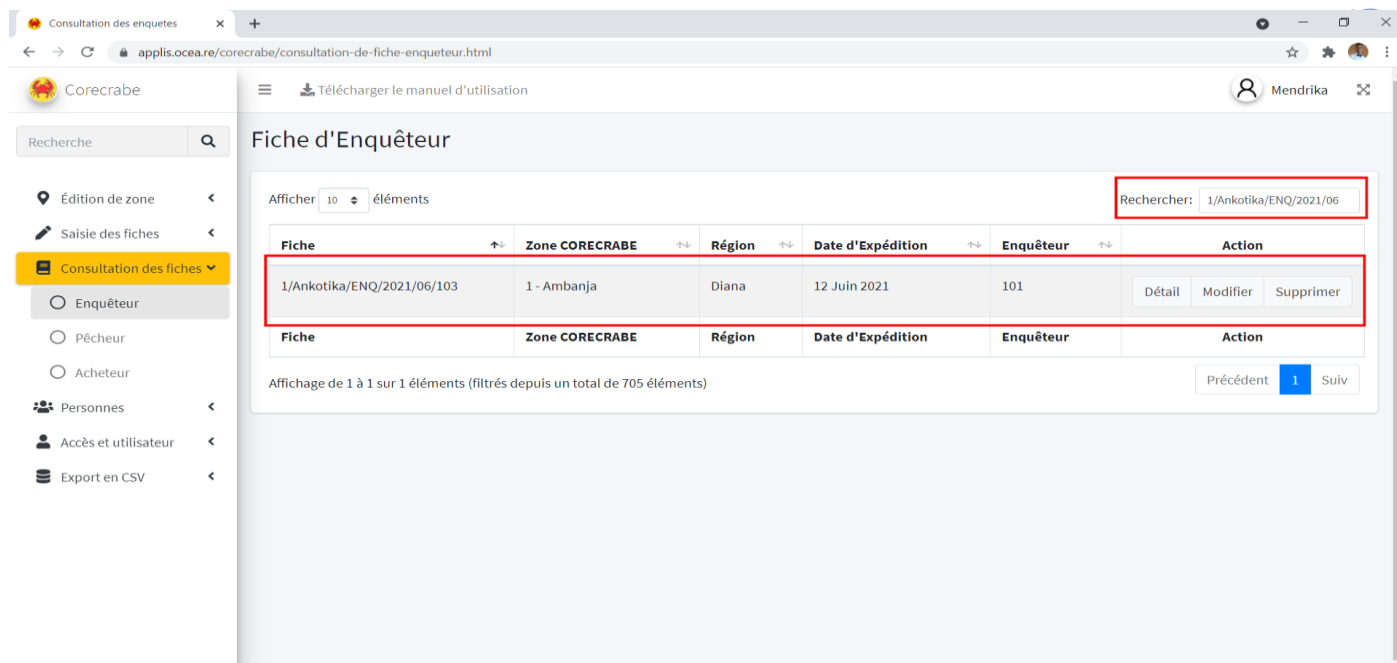 Consultation des enquetes
applis.ocea.re/corecrabe/consultation-de-fiche-enqueteur.html
Corecrabe
Télécharger le manuel d'utilisation
Mendrika
Recherche
Fiche d'Enquêteur
Édition de zone
Saisie des fiches
Consultation des fiches
Enquêteur
Pêcheur
Acheteur
Personnes
Accès et utilisateur
Export en CSV
Afficher 10 éléments
Rechercher: 1/Ankotika/ENQ/2021/06
Fiche Zone CORECRABE Région Date d'Expédition Enquêteur Action
1/Ankotika/ENQ/2021/06/103 1 - Ambanja Diana 12 Juin 2021 101 Détail Modifier Supprimer
Fiche Zone CORECRABE Région Date d'Expédition Enquêteur Action
Affichage de 1 à 1 sur 1 éléments (filtrés depuis un total de 705 éléments)
Précédent 1 Suiv